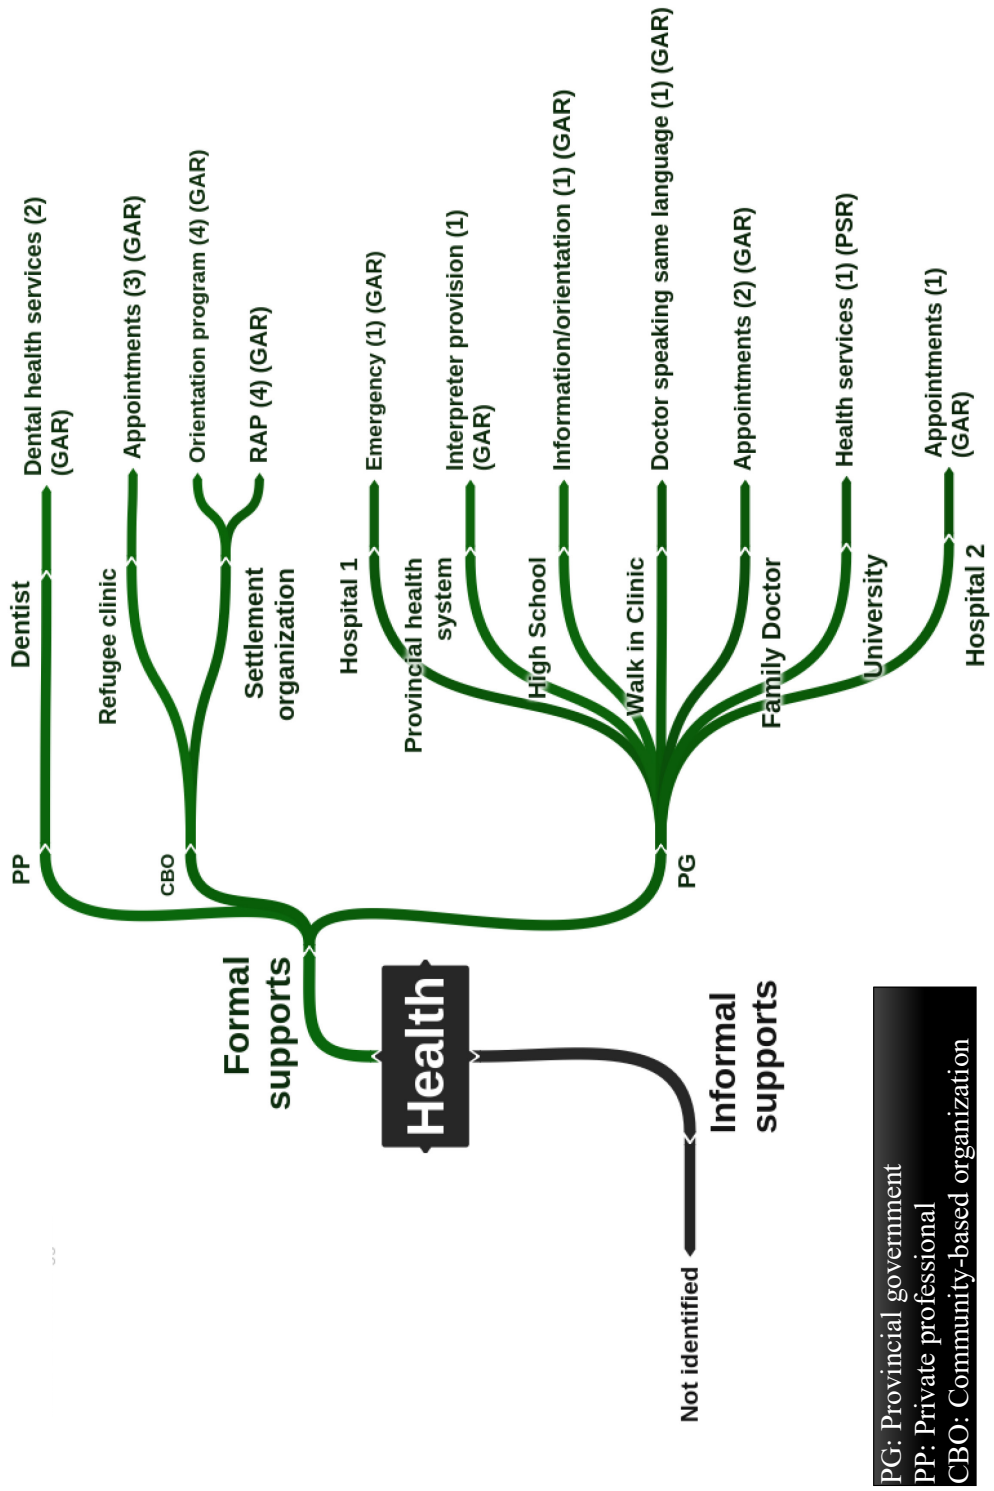 Health
Formal
supports
PP
Dentist
Dental health services (2)
(GAR)
CBO
Refugee clinic
Appointments (3) (GAR)
Settlement
organization
Orientation program (4) (GAR)
RAP (4) (GAR)
PG
Hospital 1
Emergency (1) (GAR)
Provincial health
system
Interpreter provision (1)
(GAR)
High School
Information/orientation (1) (GAR)
Walk in Clinic
Doctor speaking same language (1) (GAR)
Family Doctor
Appointments (2) (GAR)
University
Health services (1) (PSR)
Hospital 2
Appointments (1)
(GAR)
Informal
supports
Not identified
PG: Provincial government
PP: Private professional
CBO: Community-based organization